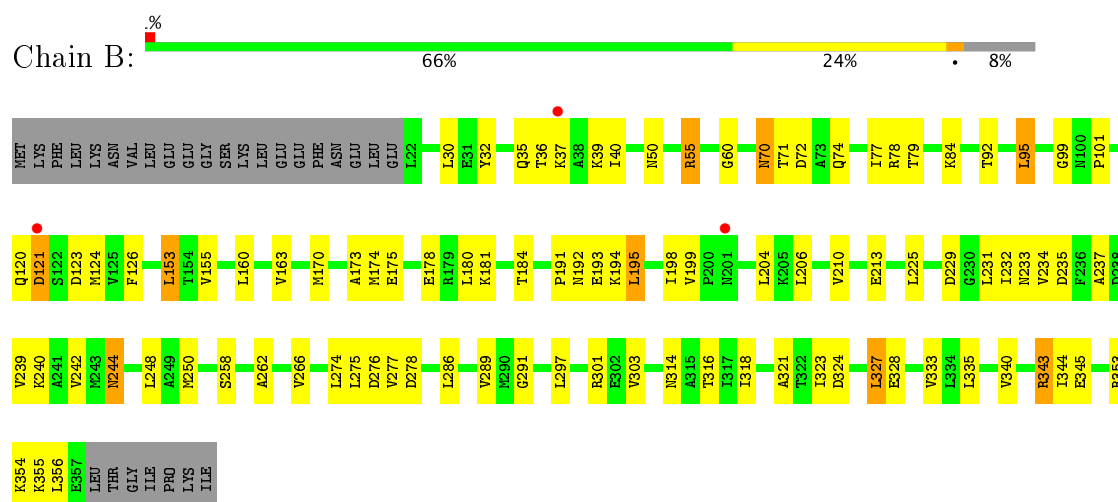 .%
Chain B:
66% 24% • 8%
MET LYS PHE LEU LYS ASN VAL LEU GLU GLU GLY SER LYS LEU GLU GLU PHE ASN GLU LEU GLU L22 L30 E31 Y32 Q35 T36 K37 A38 K39 I40 N50 R55 G60 N70 T71 D72 A73 Q74 I77 R78 T79 K84 T92 L95 G99 N100 P101
Q120 D121 S122 D123 M124 V125 F126 L153 T154 V155 L160 V163 M170 A173 M174 E175 E178 R179 L180 K181 T184 P191 N192 E193 K194 L195 I198 V199 P200 N201 L204 K205 L206 V210 E213 L225 D229 G230 L231 I232 N233 V234 D235 F236 A237 D238
V239 K240 A241 V242 M243 N244 L248 A249 M250 S258 A262 V266 L274 L275 D276 V277 D278 L286 V289 M290 G291 L297 R301 E302 V303 N314 A315 T316 I317 I318 A321 T322 I323 D324 L327 E328 V333 L334 L335 V340 R343 I344 E345
K354 K355 L356 E357 LEU THR GLY ILE PRO LYS ILE